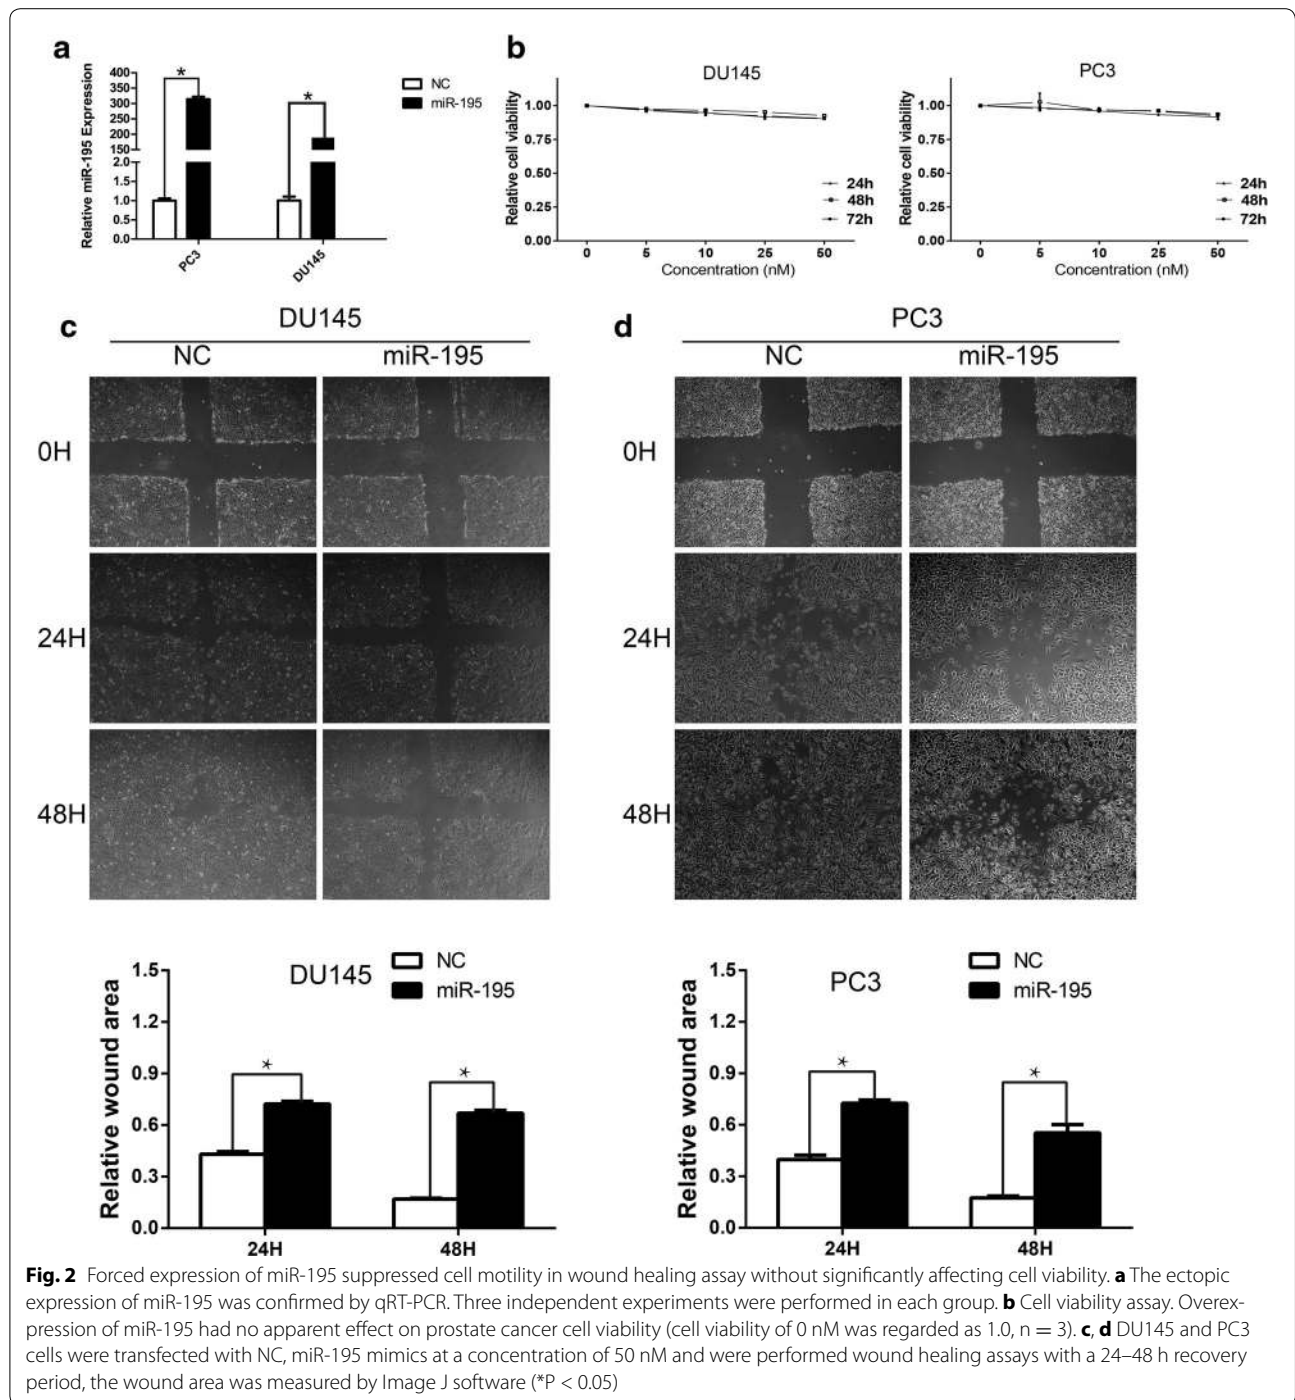 a
Relative miR-195 Expression
400
350
300
250
200
150
2.0
1.5
1.0
0.5
0.0
*
*
PC3
DU145
NC
miR-195
b
DU145
Relative cell viability
1.00
0.75
0.50
0.25
0.00
24h
48h
72h
0 5 10 25 50
Concentration (nM)
PC3
Relative cell viability
1.00
0.75
0.50
0.25
0.00
24h
48h
72h
0 5 10 25 50
Concentration (nM)
c
DU145
NC miR-195
0H
24H
48H
d
PC3
NC miR-195
0H
24H
48H
DU145
NC
miR-195
Relative wound area
1.5
1.2
0.9
0.6
0.3
0.0
*
*
24H 48H
PC3
NC
miR-195
Relative wound area
1.5
1.2
0.9
0.6
0.3
0.0
*
*
24H 48H
Fig. 2 Forced expression of miR-195 suppressed cell motility in wound healing assay without significantly affecting cell viability. a The ectopic
expression of miR-195 was confirmed by qRT-PCR. Three independent experiments were performed in each group. b Cell viability assay. Overex-
pression of miR-195 had no apparent effect on prostate cancer cell viability (cell viability of 0 nM was regarded as 1.0, n = 3). c, d DU145 and PC3
cells were transfected with NC, miR-195 mimics at a concentration of 50 nM and were performed wound healing assays with a 24–48 h recovery
period, the wound area was measured by Image J software (*P < 0.05)